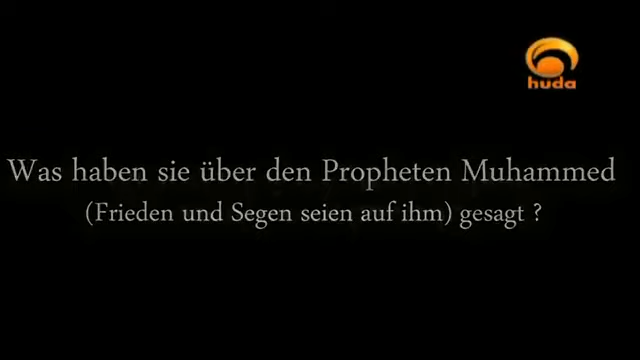 huda
Was haben sie über den Propheten Muhammed
(Frieden und Segen seien auf ihm) gesagt ?